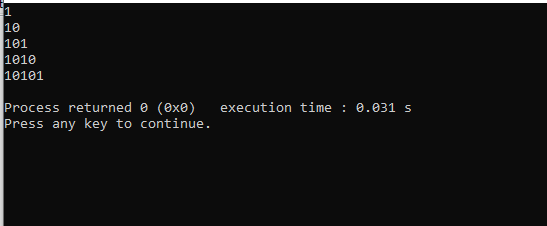 1
10
101
1010
10101
Process returned 0 (0x0)   execution time : 0.031 s
Press any key to continue.